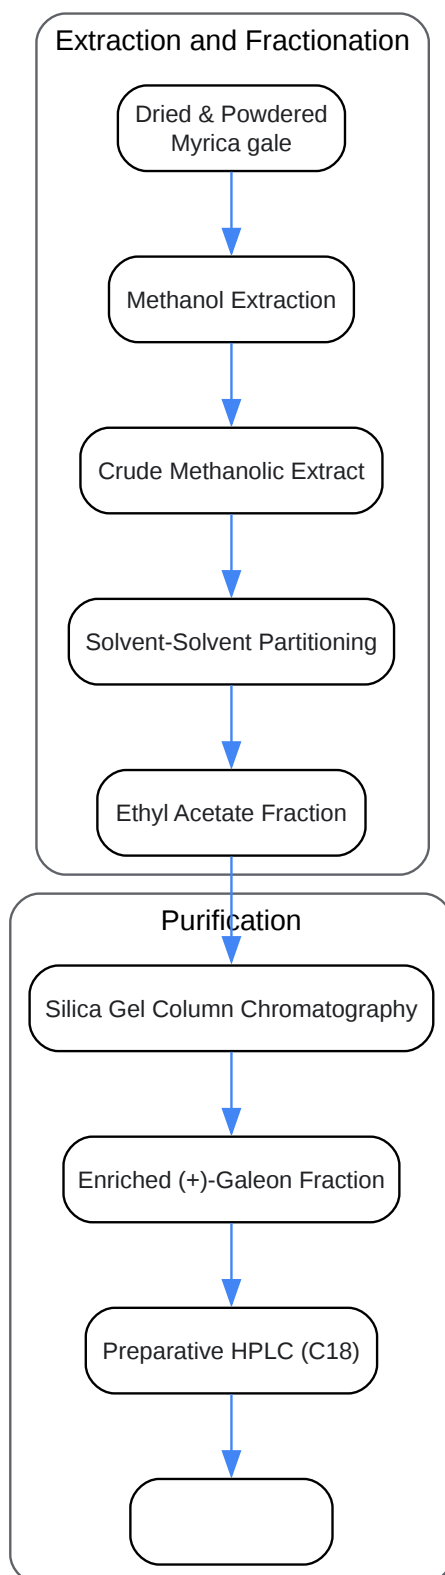 Extraction and Fractionation
Dried & Powdered
Myrica gale
Methanol Extraction
Crude Methanolic Extract
Solvent-Solvent Partitioning
Ethyl Acetate Fraction
Purification
Silica Gel Column Chromatography
Enriched (+)-Galeon Fraction
Preparative HPLC (C18)